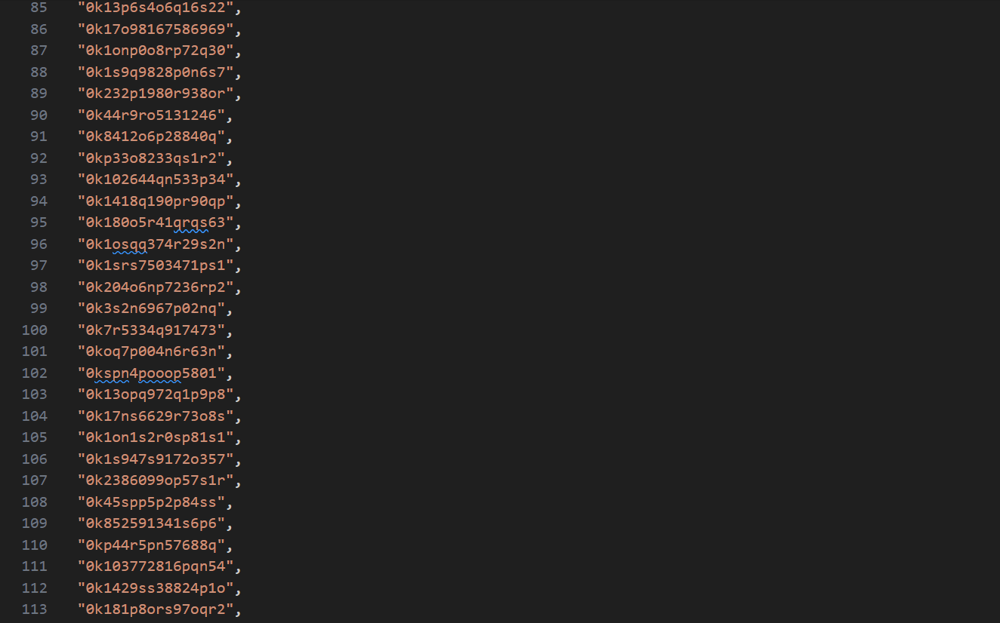 85 "0k13p6s4o6q16s22",
86 "0k17o98167586969",
87 "0k1onp0o8rp72q30",
88 "0k1s9q9828p0n6s7",
89 "0k232p1980r938or",
90 "0k44r9ro5131246",
91 "0k8412o6p28840q",
92 "0kp33o8233qs1r2",
93 "0k102644qn533p34",
94 "0k1418q190pr90qp",
95 "0k180o5r41qrqs63",
96 "0k1osqq374r29s2n",
97 "0k1srs7503471ps1",
98 "0k204o6np7236rp2",
99 "0k3s2n6967p02nq",
100 "0k7r5334q917473",
101 "0koq7p004n6r63n",
102 "0kspn4pooop5801",
103 "0k13opq972q1p9p8",
104 "0k17ns6629r73o8s",
105 "0k1on1s2r0sp81s1",
106 "0k1s947s9172o357",
107 "0k2386099op57s1r",
108 "0k45spp5p2p84ss",
109 "0k852591341s6p6",
110 "0kp44r5pn57688q",
111 "0k103772816pqn54",
112 "0k1429ss38824p1o",
113 "0k181p8ors97oqr2",